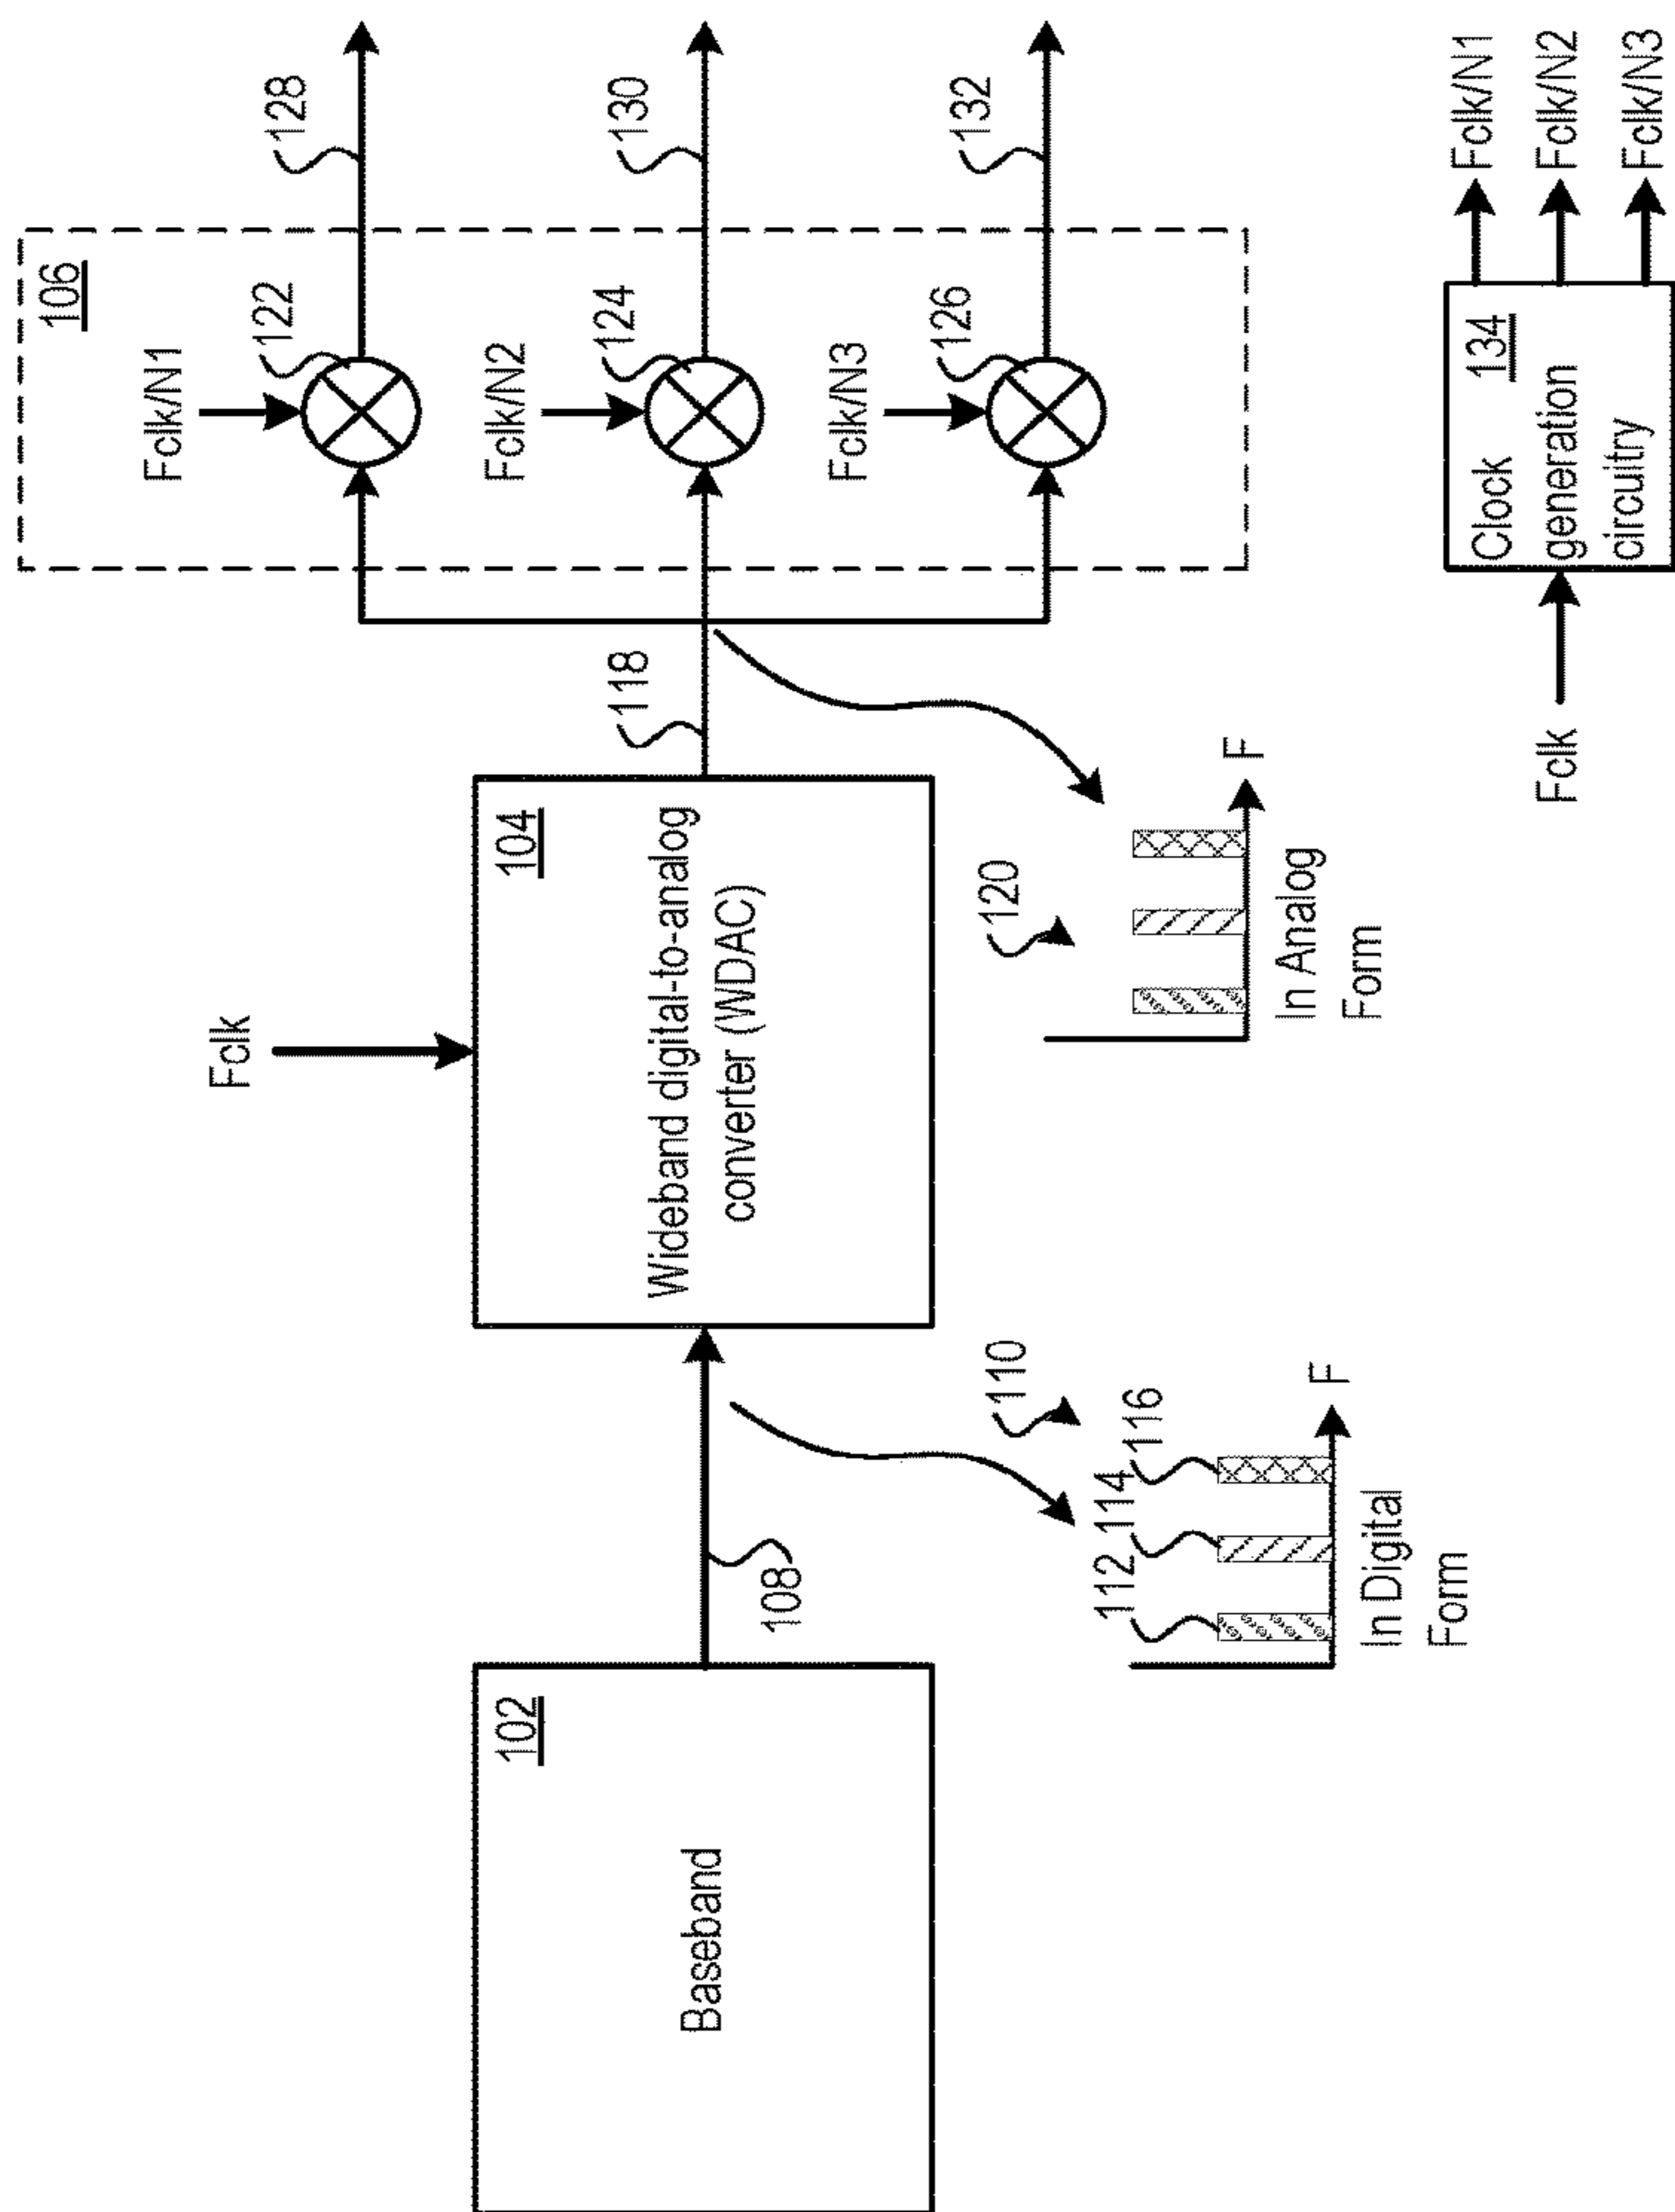 106
Fclk/N1
122
128
Fclk/N2
124
130
Fclk/N3
126
132
Fclk
102
Baseband
108
104
Wideband digital-to-analog
converter (WDAC)
118
110
112
114
116
F
In Digital
Form
120
F
In Analog
Form
Fclk
Clock
134
generation
circuitry
Fclk/N1
Fclk/N2
Fclk/N3